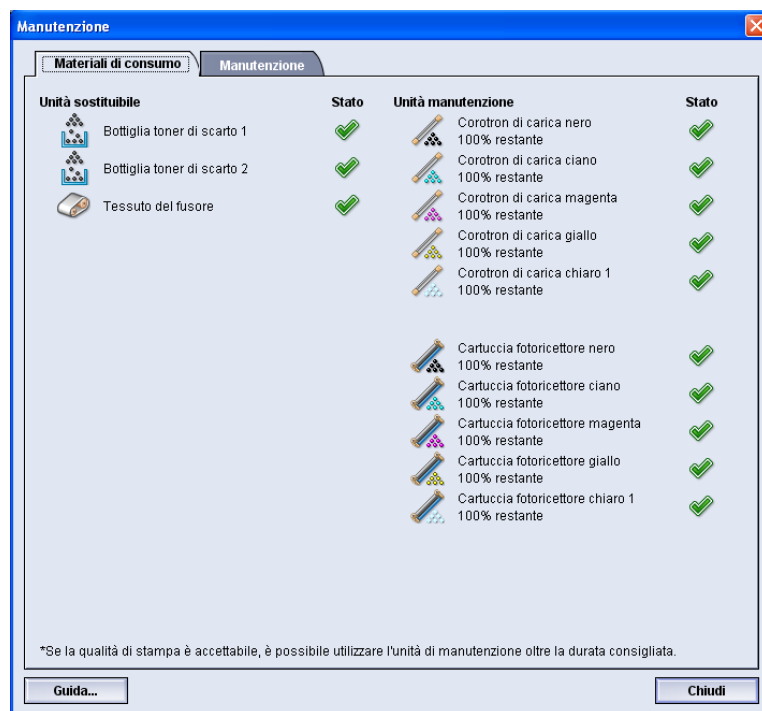 Manutenzione
Materiali di consumo
Manutenzione
Unità sostituibile
Stato
Bottiglia toner di scarto 1
Bottiglia toner di scarto 2
Tessuto del fusore
Unità manutenzione
Stato
Corotron di carica nero
100% restante
Corotron di carica ciano
100% restante
Corotron di carica magenta
100% restante
Corotron di carica giallo
100% restante
Corotron di carica chiaro 1
100% restante
Cartuccia fotoricettore nero
100% restante
Cartuccia fotoricettore ciano
100% restante
Cartuccia fotoricettore magenta
100% restante
Cartuccia fotoricettore giallo
100% restante
Cartuccia fotoricettore chiaro 1
100% restante
*Se la qualità di stampa è accettabile, è possibile utilizzare l'unità di manutenzione oltre la durata consigliata.
Guida...
Chiudi